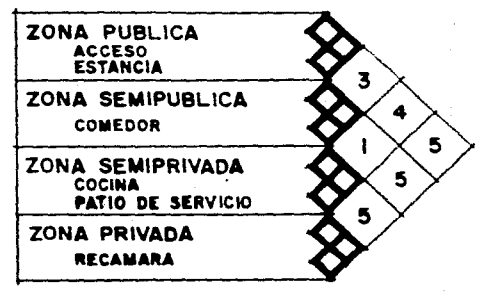 ZONA PUBLICA
ACCESO
ESTANCIA
ZONA SEMIPUBLICA
COMEDOR
ZONA SEMIPRIVADA
COCINA
PATIO DE SERVICIO
ZONA PRIVADA
RECAMARA
3
4
1
5
5
5